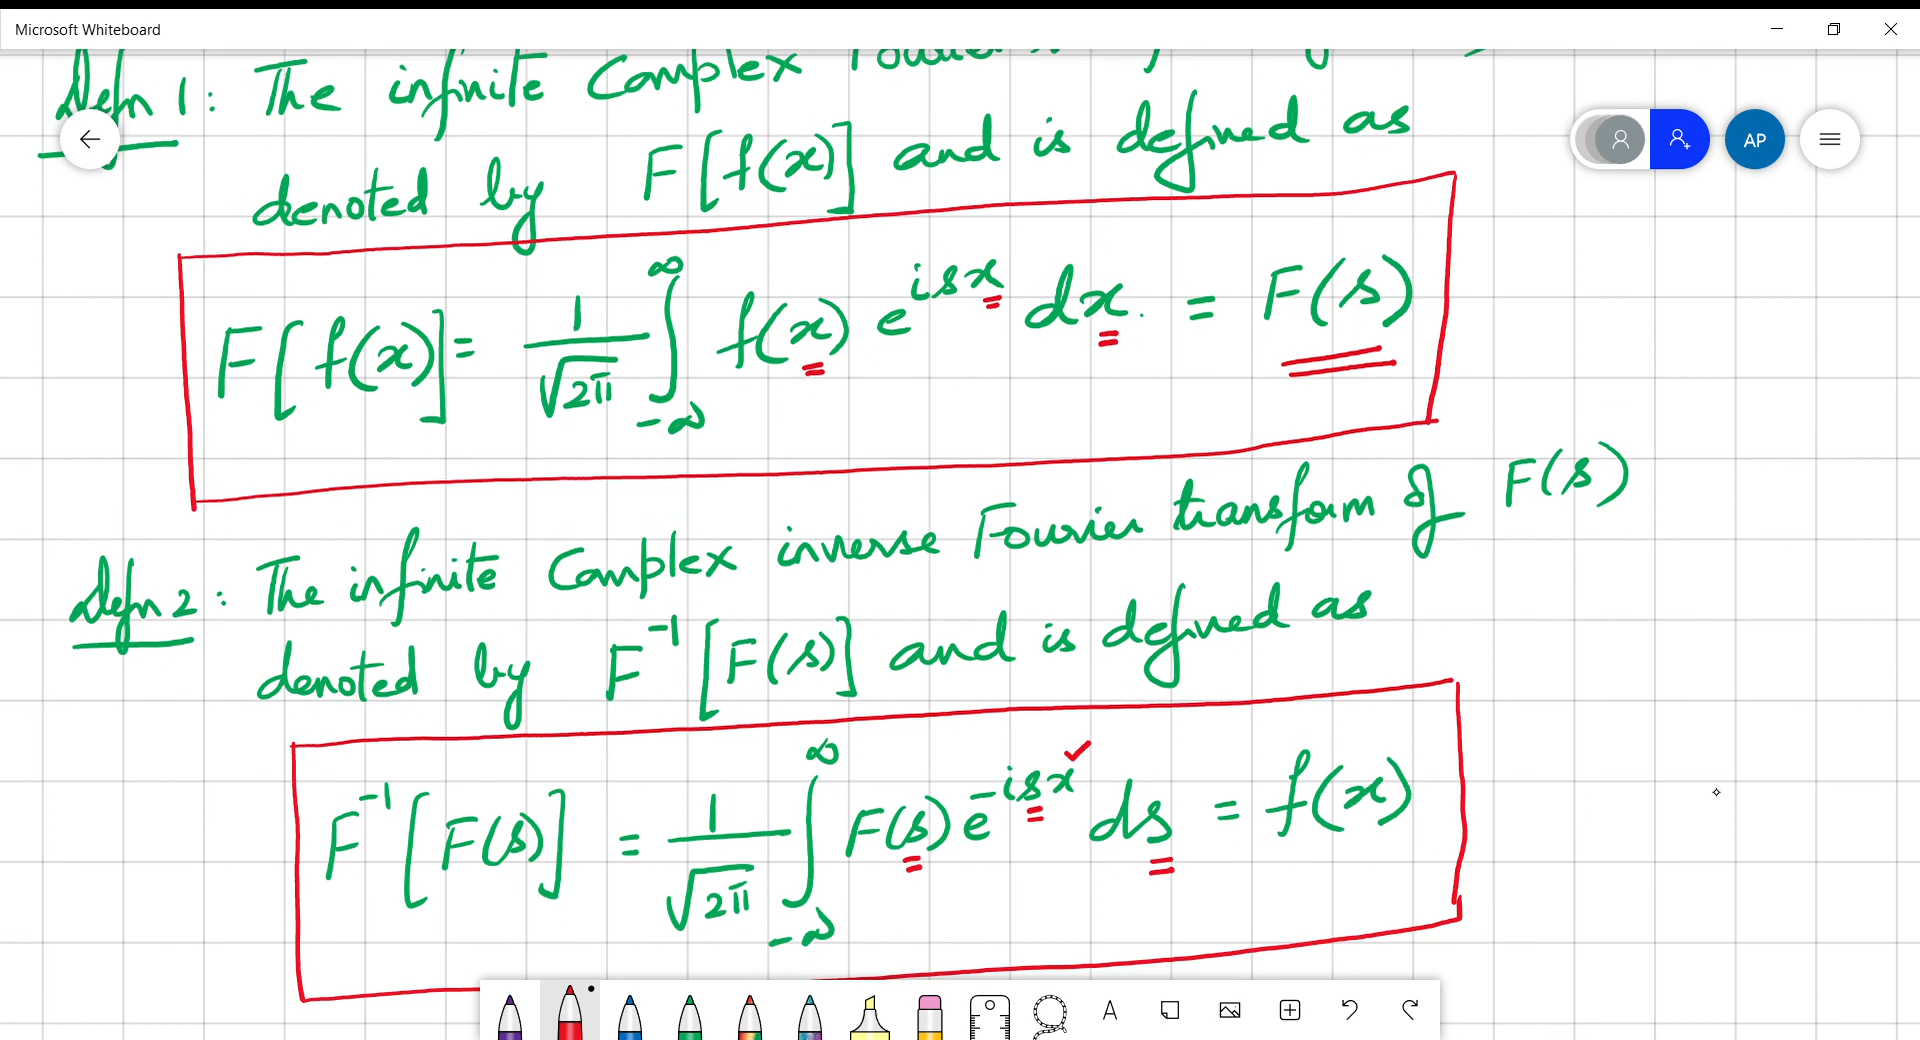 Microsoft Whiteboard
Defn 1: The infinite Complex
denoted by F[f(x)] and is defined as
AP
F[f(x)] = 1/√2π ∫_{-∞}^{∞} f(x) e^{isx} dx. = F(s)
Defn 2: The infinite Complex inverse Fourier transform of F(s)
denoted by F^{-1}[F(s)] and is defined as
F^{-1}[F(s)] = 1/√2π ∫_{-∞}^{∞} F(s) e^{-isx} ds = f(x)
A